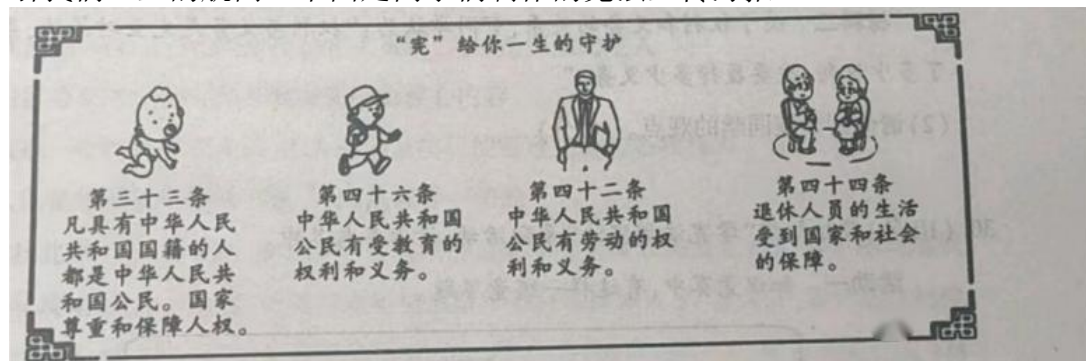 “宪”给你一生的守护
第三十三条
凡具有中华人民
共和国国籍的人
都是中华人民共
和国公民。国家
尊重和保障人权。
第四十六条
中华人民共和国
公民有受教育的
权利和义务。
第四十二条
中华人民共和国
公民有劳动的权
利和义务。
第四十四条
退休人员的生活
受到国家和社会
的保障。